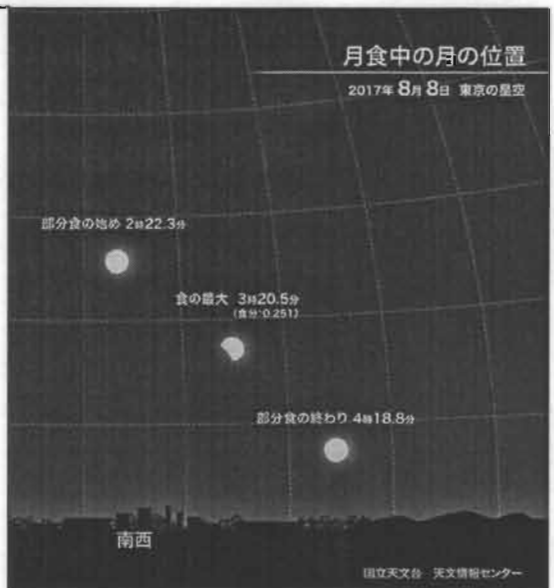 月食中の月の位置
2017年 8月 8日 東京の星空
部分食の始め 2時22.3分
食の最大 3時20.5分
(食分:0.251)
部分食の終わり 4時18.8分
南西
国立天文台 天文情報センター